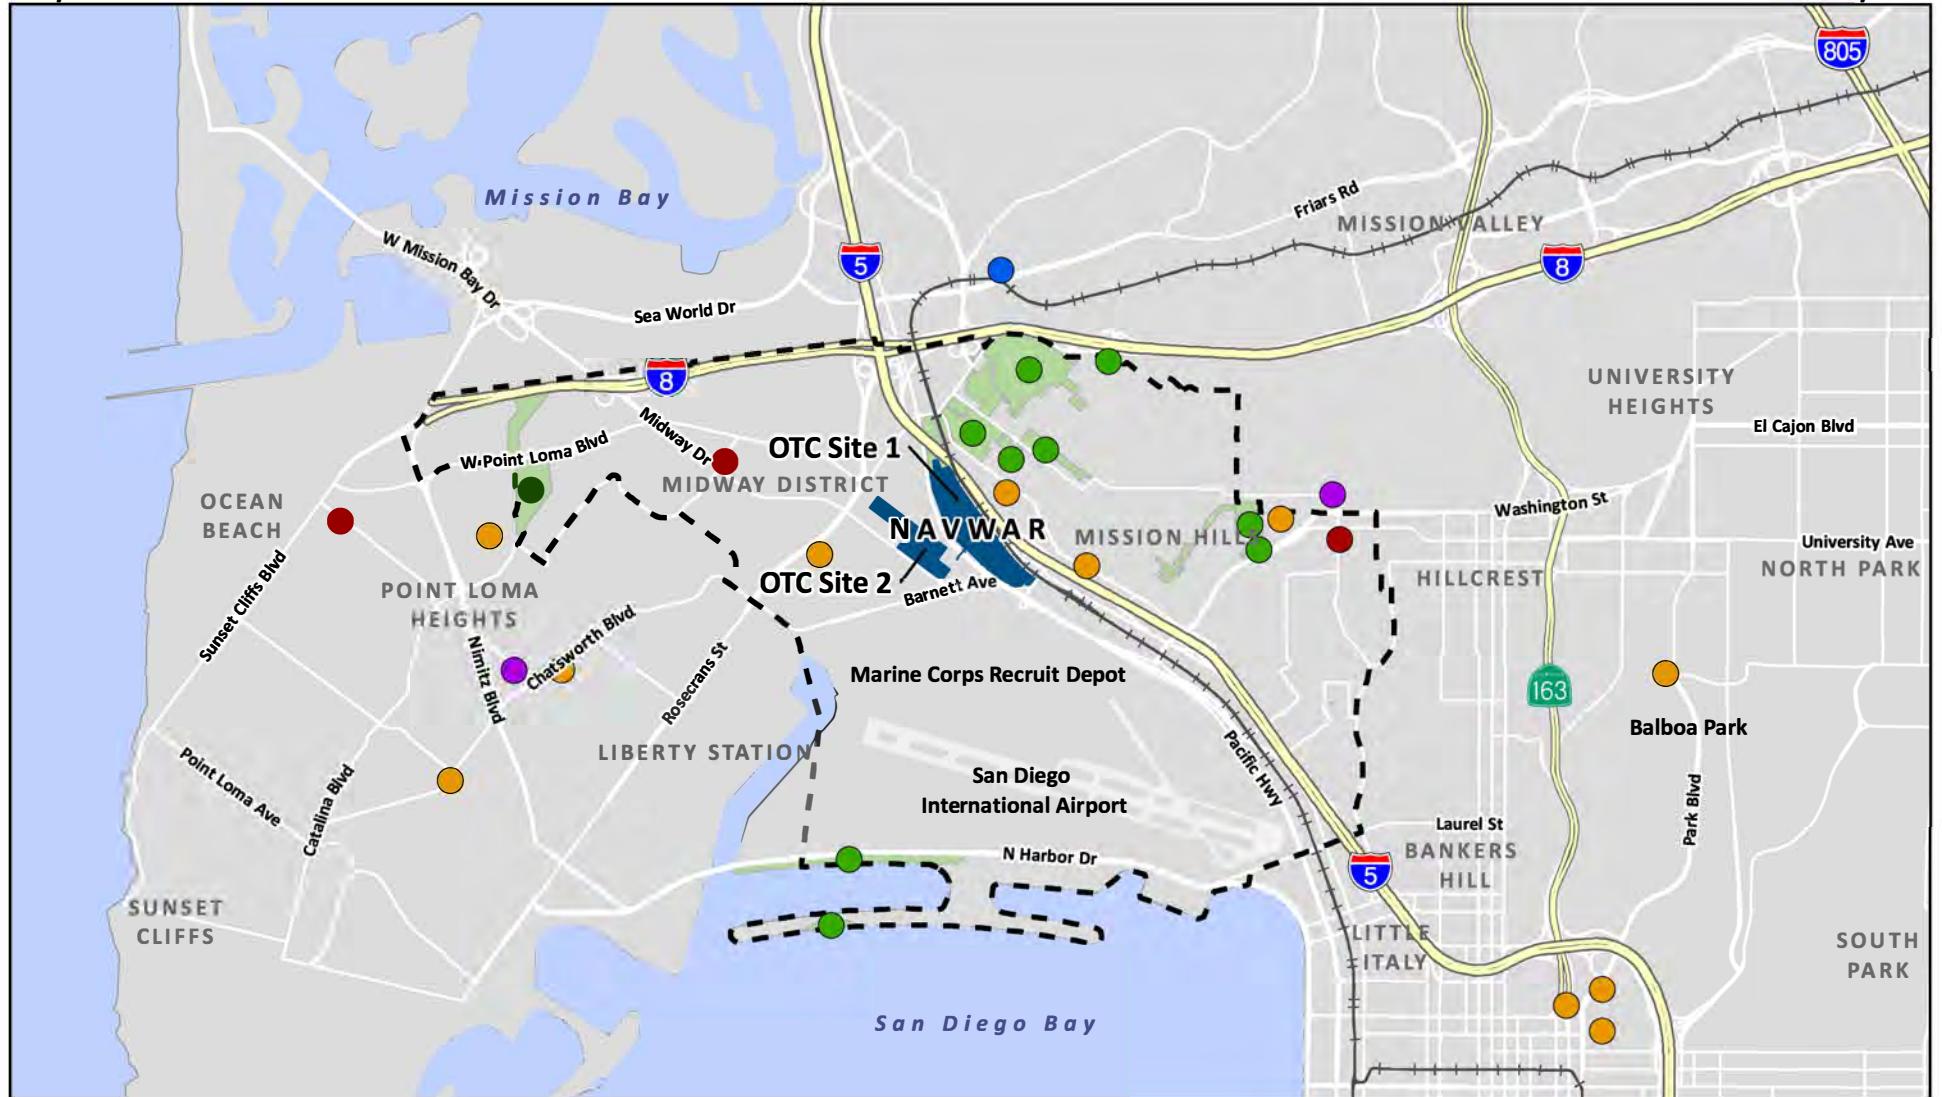 805
Mission Bay
Friars Rd
MISSION VALLEY
W Mission Bay Dr
5
8
Sea World Dr
8
UNIVERSITY
HEIGHTS
El Cajon Blvd
Midway Dr
W Point Loma Blvd
OTC Site 1
MIDWAY DISTRICT
OCEAN
BEACH
Washington St
NAVWAR
MISSION HILL
University Ave
NORTH PARK
HILLCREST
OTC Site 2
Barnett Ave
POINT LOMA
HEIGHTS
Sunset Cliffs Blvd
Chatsworth Blvd
Nimitz Blvd
Rosecrans St
Marine Corps Recruit Depot
163
Balboa Park
LIBERTY STATION
Pacific Hwy
San Diego
International Airport
Point Loma Ave
Catalina Blvd
Park Blvd
Laurel St
BANKERS
HILL
N Harbor Dr
5
SUNSET
CLIFFS
LITTLE
ITALY
SOUTH
PARK
San Diego Bay